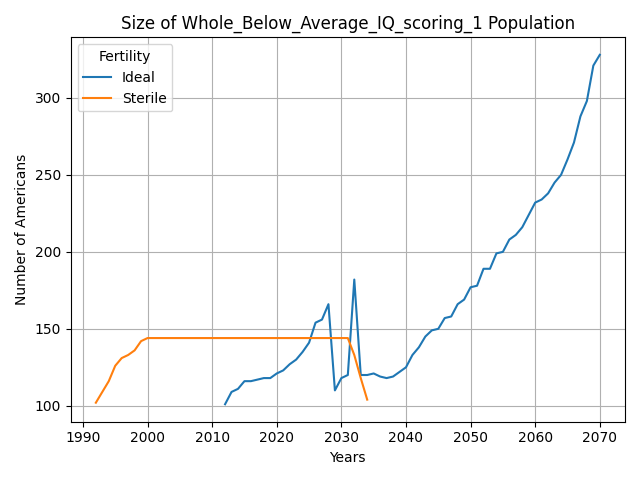 Size of Whole_Below_Average_IQ_scoring_1 Population
Fertility
Ideal
Sterile
Number of Americans
300
250
200
150
100
1990 2000 2010 2020 2030 2040 2050 2060 2070
Years